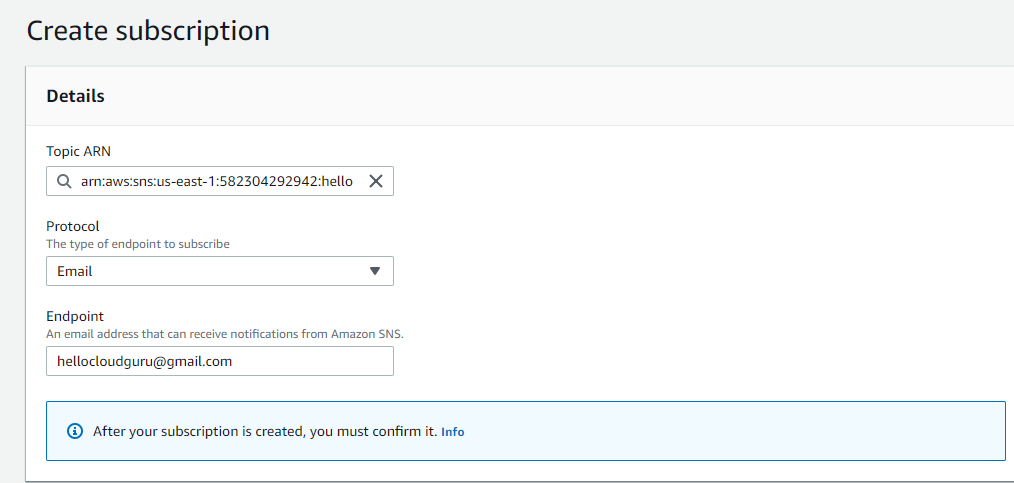 Create subscription
Details
Topic ARN
arn:aws:sns:us-east-1:582304292942:hello
Protocol
The type of endpoint to subscribe
Email
Endpoint
An email address that can receive notifications from Amazon SNS.
hellocloudguru@gmail.com
After your subscription is created, you must confirm it. Info